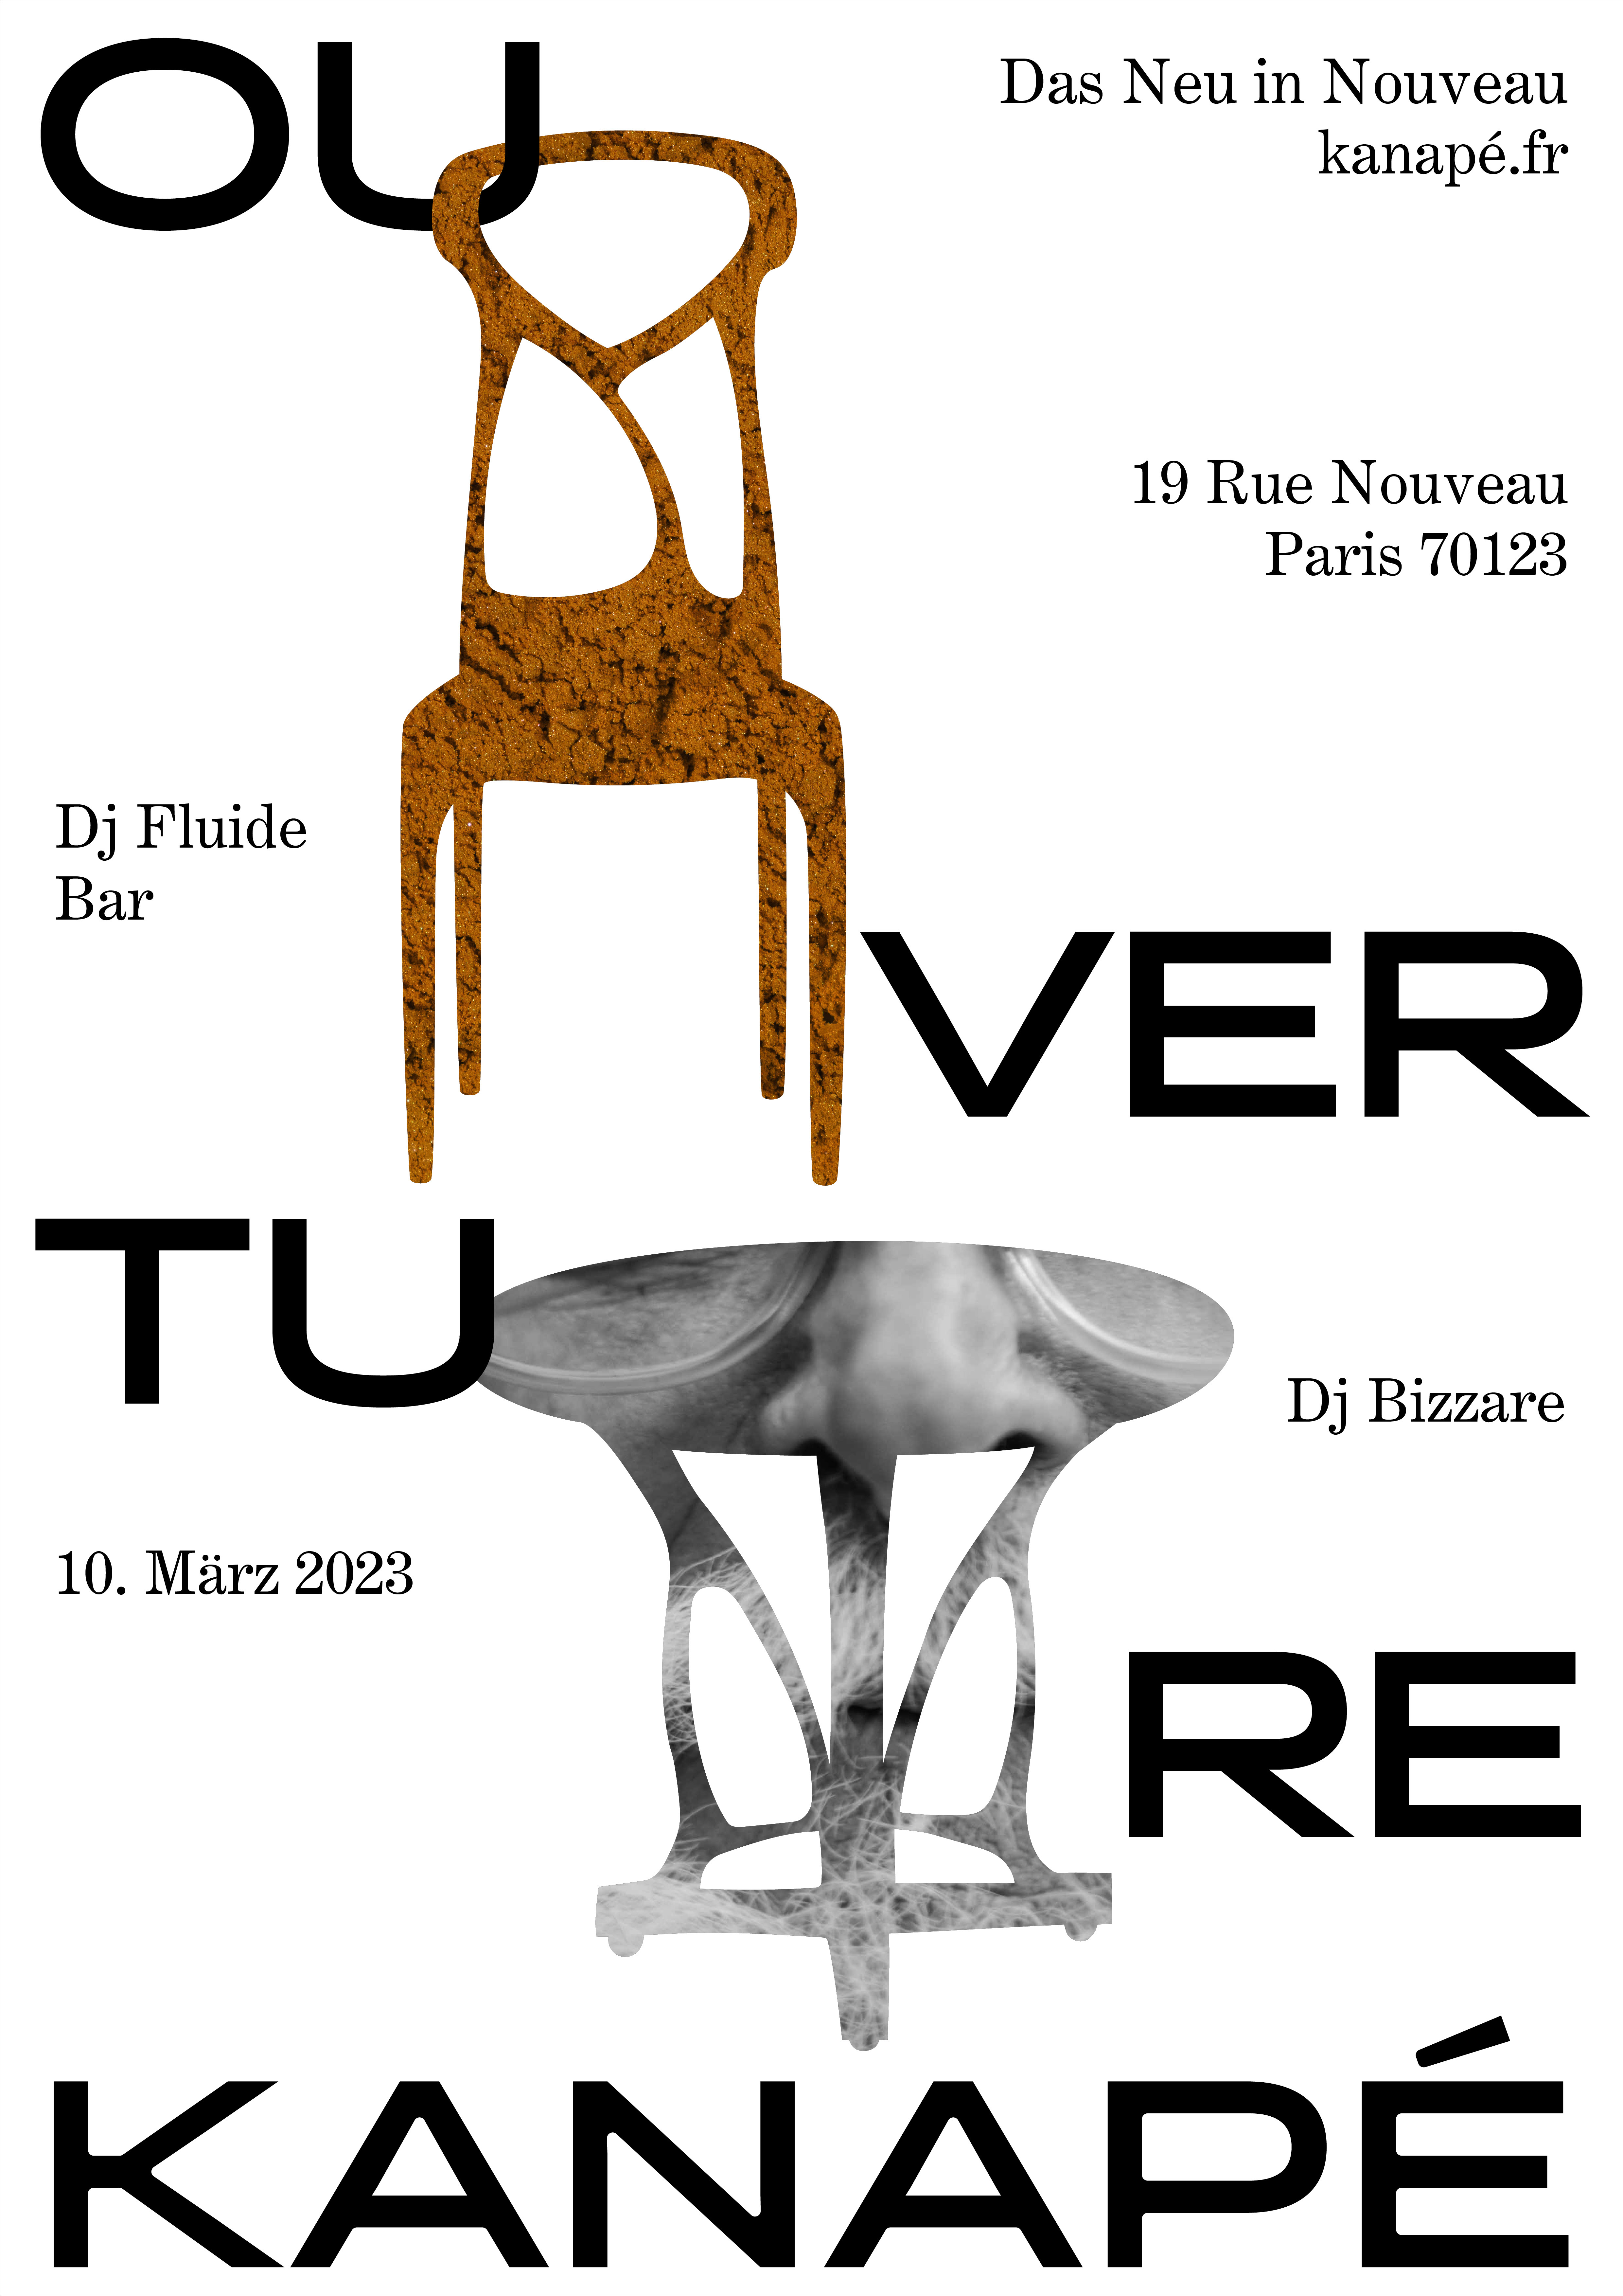 OU
Das Neu in Nouveau
kanapé.fr
19 Rue Nouveau
Paris 70123
Dj Fluide
Bar
VER
TU
Dj Bizzare
10. März 2023
RE
KANAPÉ